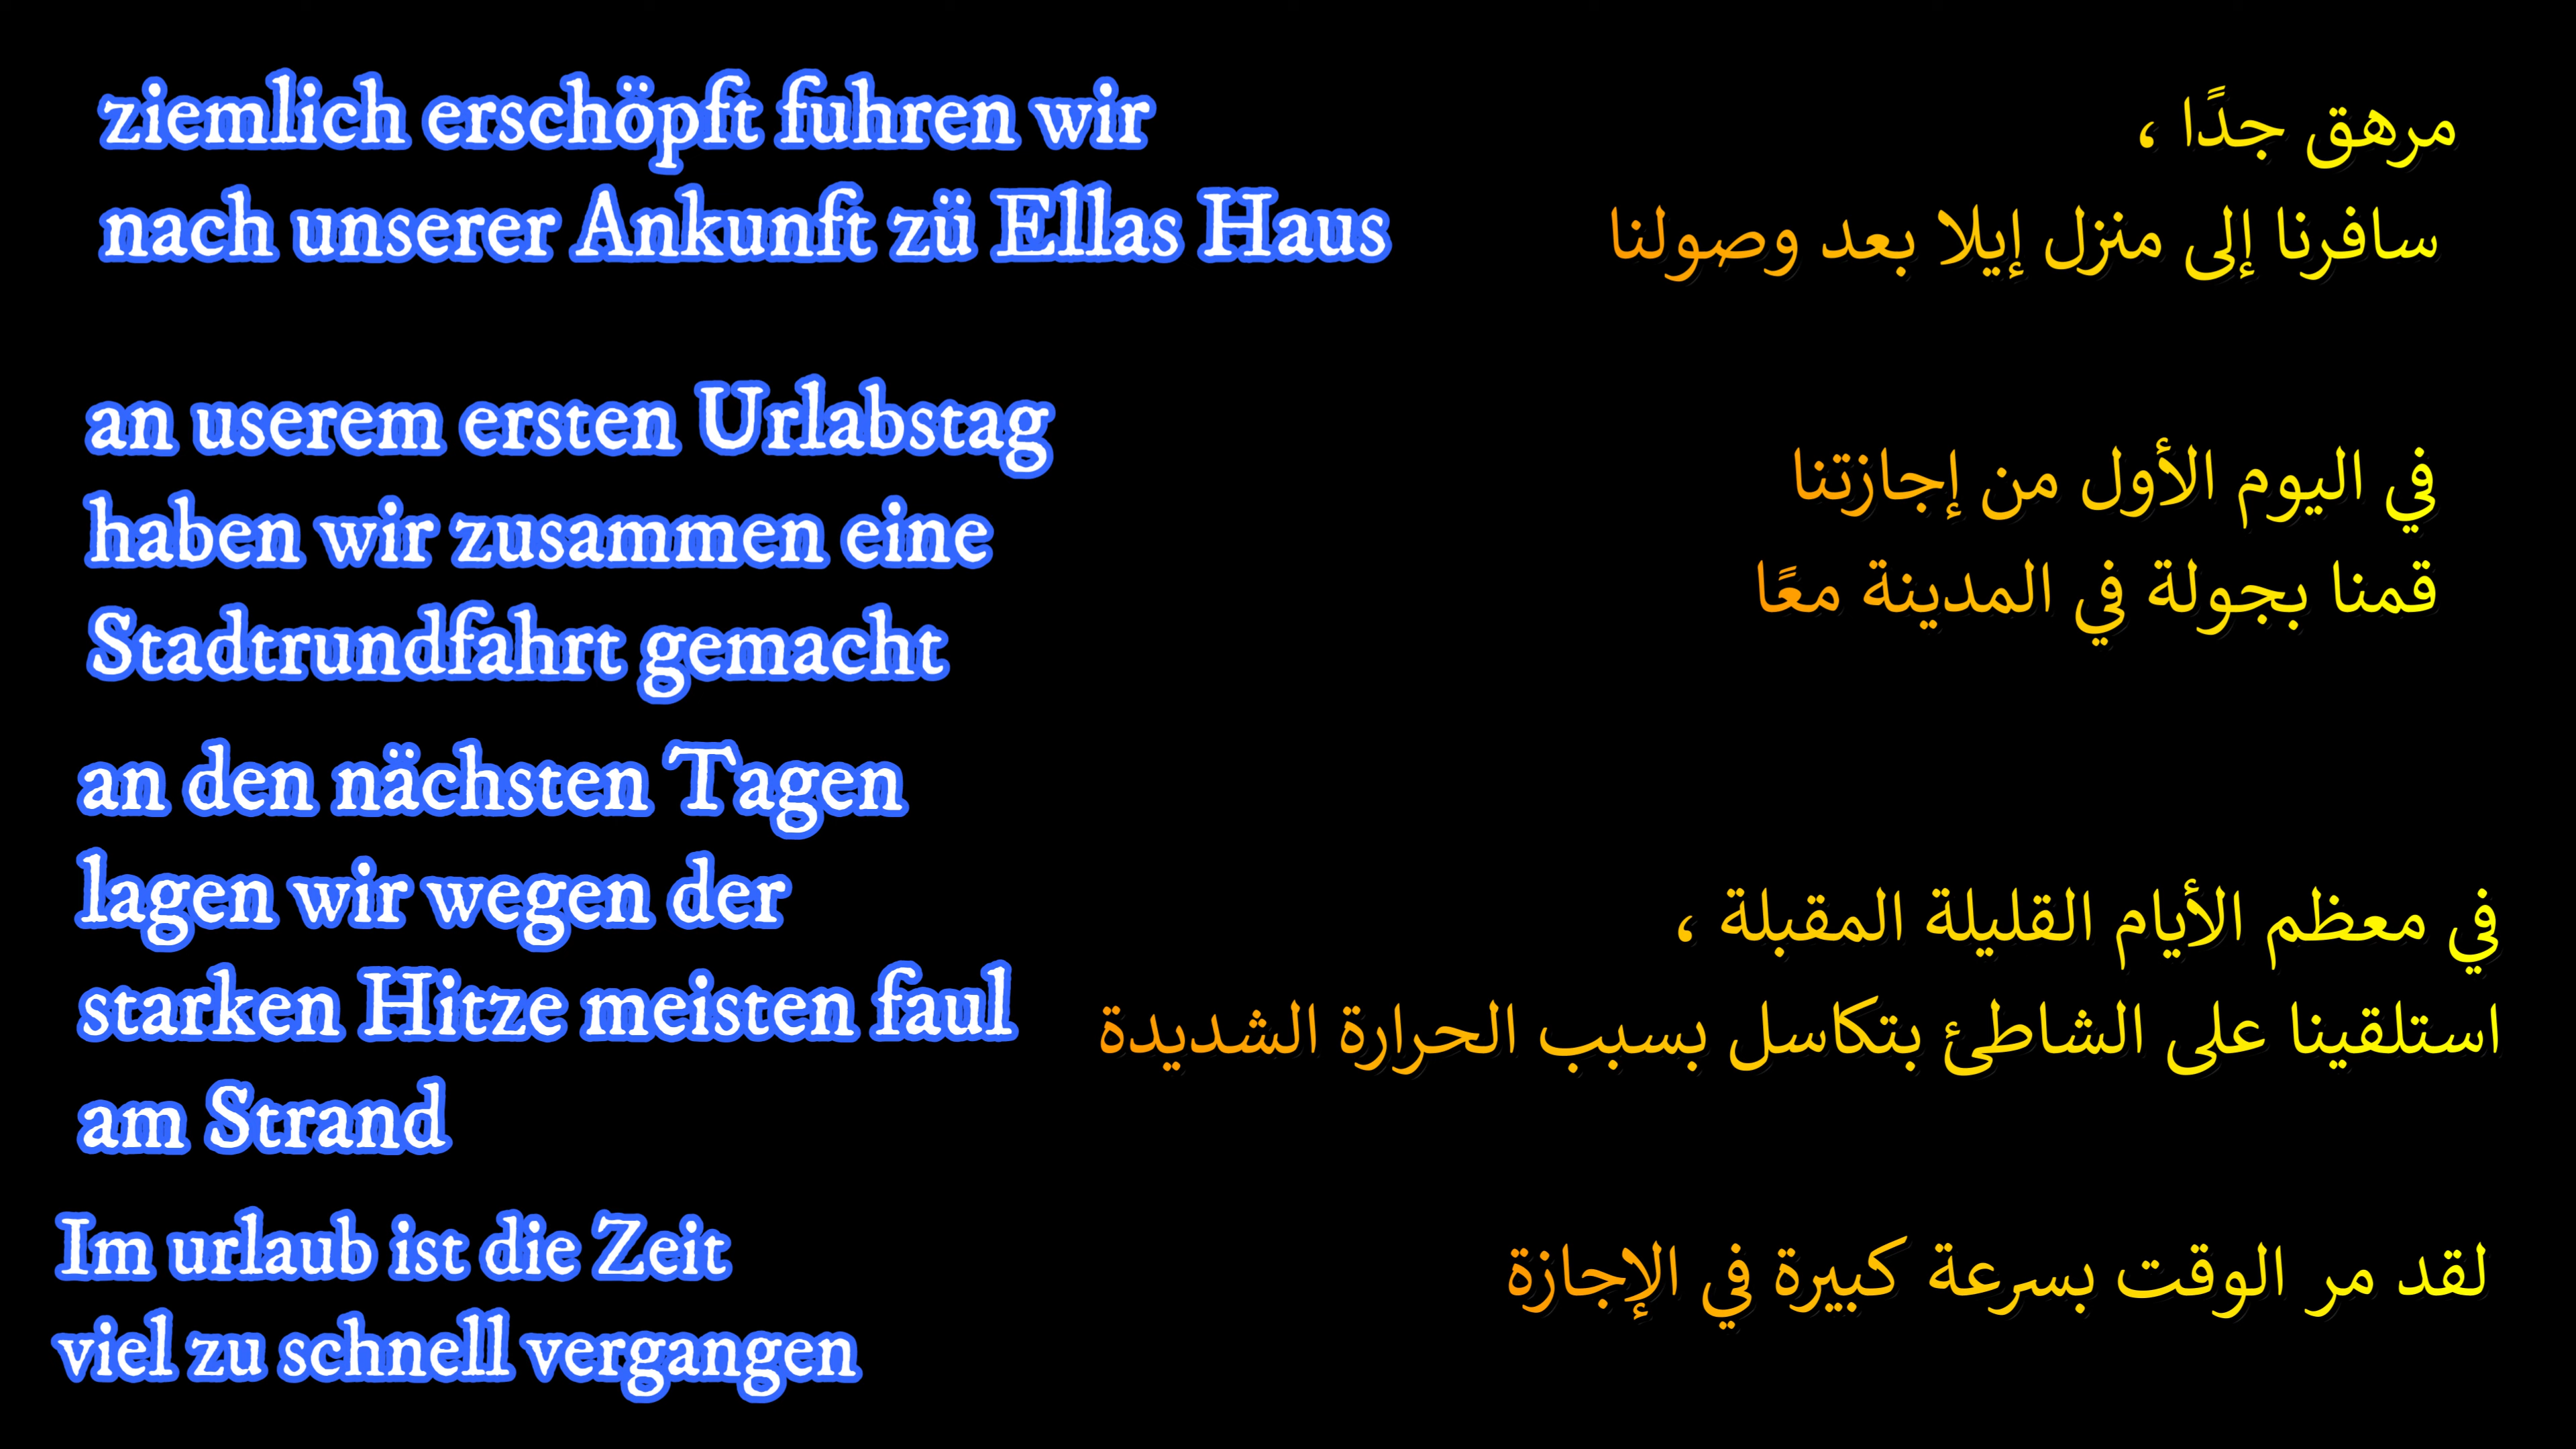 ziemlich erschöpft fuhren wir
nach unserer Ankunft zü Ellas Haus
مرهق جدًا ،
سافرنا إلى منزل إيلا بعد وصولنا
an userem ersten Urlabstag
haben wir zusammen eine
Stadtrundfahrt gemacht
في اليوم الأول من إجازتنا
قمنا بجولة في المدينة معًا
an den nächsten Tagen
lagen wir wegen der
starken Hitze meisten faul
am Strand
في معظم الأيام القليلة المقبلة ،
استلقينا على الشاطئ بتكاسل بسبب الحرارة الشديدة
Im urlaub ist die Zeit
viel zu schnell vergangen
لقد مر الوقت بسرعة كبيرة في الإجازة